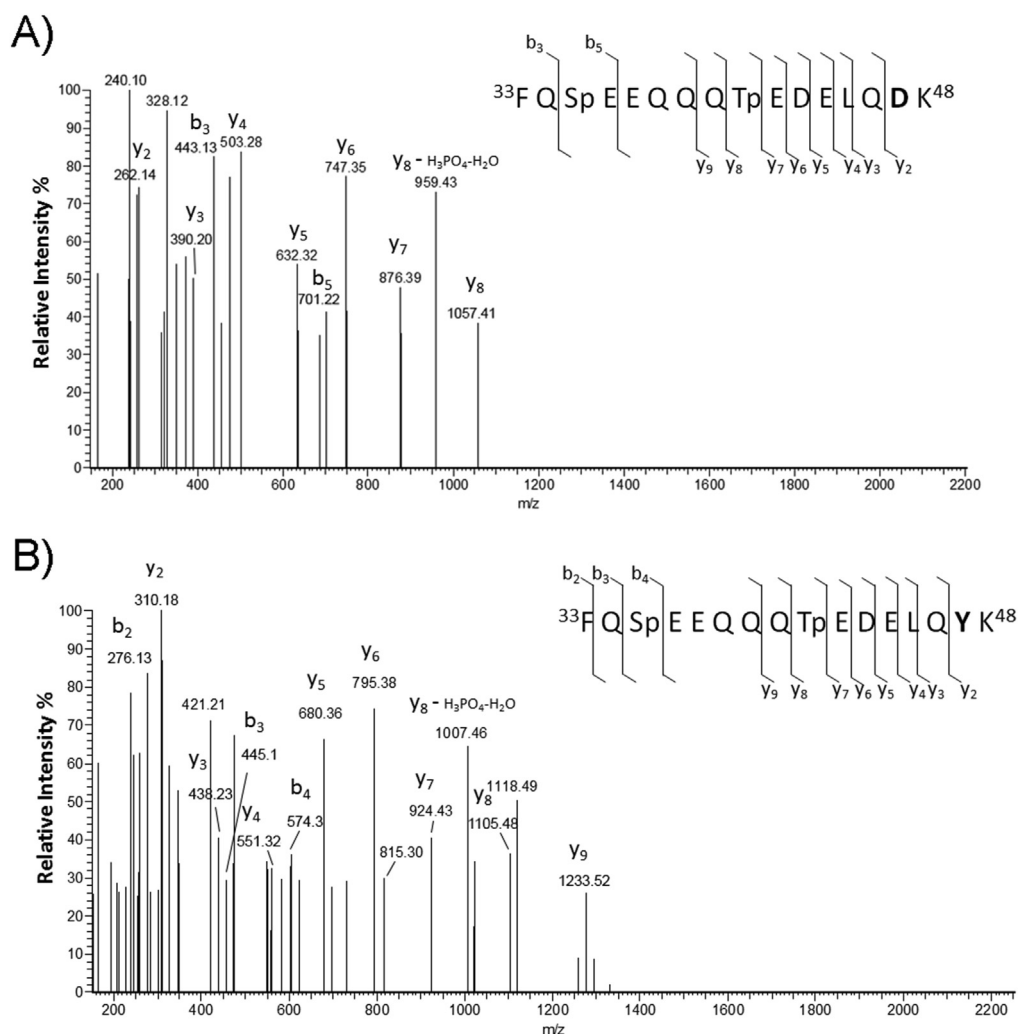 A)
b3 b5
33F Q Sp E E Q Q Q Tp E D E L Q D K48
y9 y8 y7 y6 y5 y4 y3 y2
Relative Intensity %
100
90
80
70
60
50
40
30
20
10
0
240.10
328.12
y2
262.14
b3
443.13
y4
503.28
y3
390.20
y5
632.32
b5
701.22
y6
747.35
y7
876.39
y8 - H3PO4-H2O
959.43
y8
1057.41
200 400 600 800 1000 1200 1400 1600 1800 2000 2200
m/z
B)
b2 b3 b4
33F Q Sp E E Q Q Q Tp E D E L Q Y K48
y9 y8 y7 y6 y5 y4 y3 y2
Relative Intensity %
100
90
80
70
60
50
40
30
20
10
0
y2
310.18
b2
276.13
421.21
y3
438.23
b3
445.1
y4
551.32
b4
574.3
y5
680.36
y6
795.38
815.30
y7
924.43
y8 - H3PO4-H2O
1007.46
1118.49
y8
1105.48
y9
1233.52
200 400 600 800 1000 1200 1400 1600 1800 2000 2200
m/z